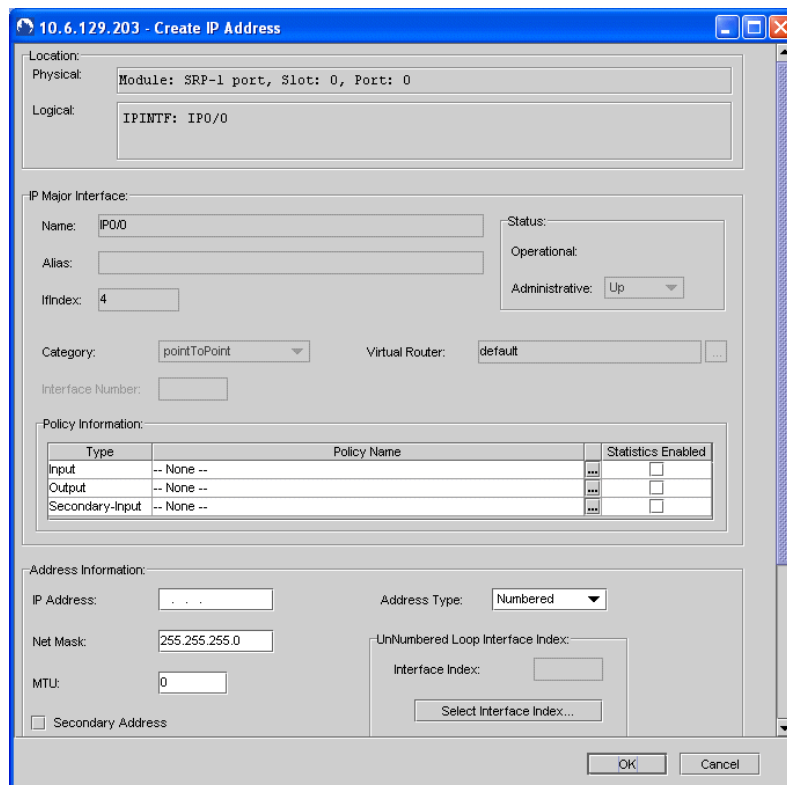 10.6.129.203 - Create IP Address
Location:
Physical: Module: SRP-1 port, Slot: 0, Port: 0
Logical: IPINTF: IP0/0
IP Major Interface:
Name: IP0/0
Status:
Operational:
Alias:
Administrative: Up
IfIndex: 4
Category: pointToPoint Virtual Router: default ...
Interface Number:
Policy Information:
Type Policy Name Statistics Enabled
Input -- None -- ...
Output -- None -- ...
Secondary-Input -- None -- ...
Address Information:
IP Address: . . . Address Type: Numbered
Net Mask: 255.255.255.0 UnNumbered Loop Interface Index:
Interface Index:
MTU: 0
Select Interface Index...
Secondary Address
OK Cancel